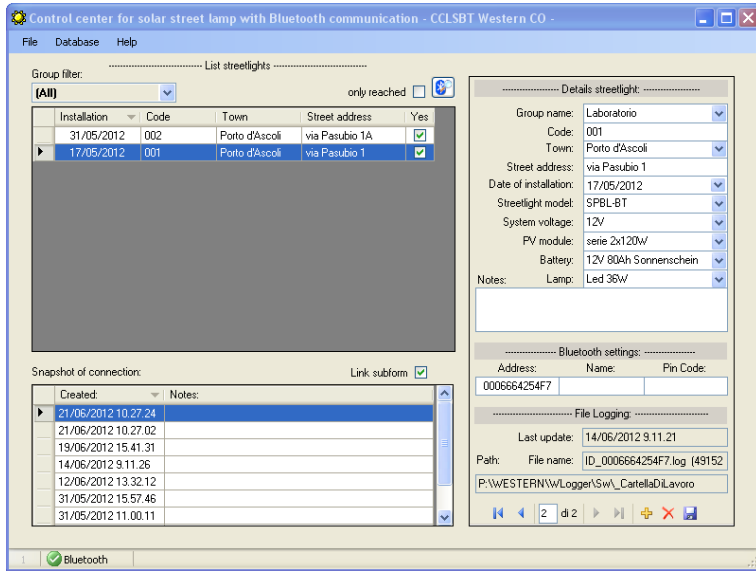 Control center for solar street lamp with Bluetooth communication - CCLSBT Western CO -
File Database Help
List streetlights
Group filter:
(All)
only reached
Installation Code Town Street address Yes
31/05/2012 002 Porto d'Ascoli via Pasubio 1A
17/05/2012 001 Porto d'Ascoli via Pasubio 1
Snapshot of connection:
Link subform
Created: Notes:
21/06/2012 10.27.24
21/06/2012 10.27.02
19/06/2012 15.41.31
14/06/2012 9.11.26
12/06/2012 13.32.12
31/05/2012 15.57.46
31/05/2012 11.00.11
Details streetlight:
Group name: Laboratorio
Code: 001
Town: Porto d'Ascoli
Street address: via Pasubio 1
Date of installation: 17/05/2012
Streetlight model: SPBL-BT
System voltage: 12V
PV module: serie 2x120W
Battery: 12V 80Ah Sonnenschein
Notes: Lamp: Led 36W
Bluetooth settings:
Address: Name: Pin Code:
0006664254F7
File Logging:
Last update: 14/06/2012 9.11.21
Path: File name: ID_0006664254F7.log (49152
P:\WESTERN\WLogger\Sw\_CartellaDiLavoro
2 di 2
1 Bluetooth